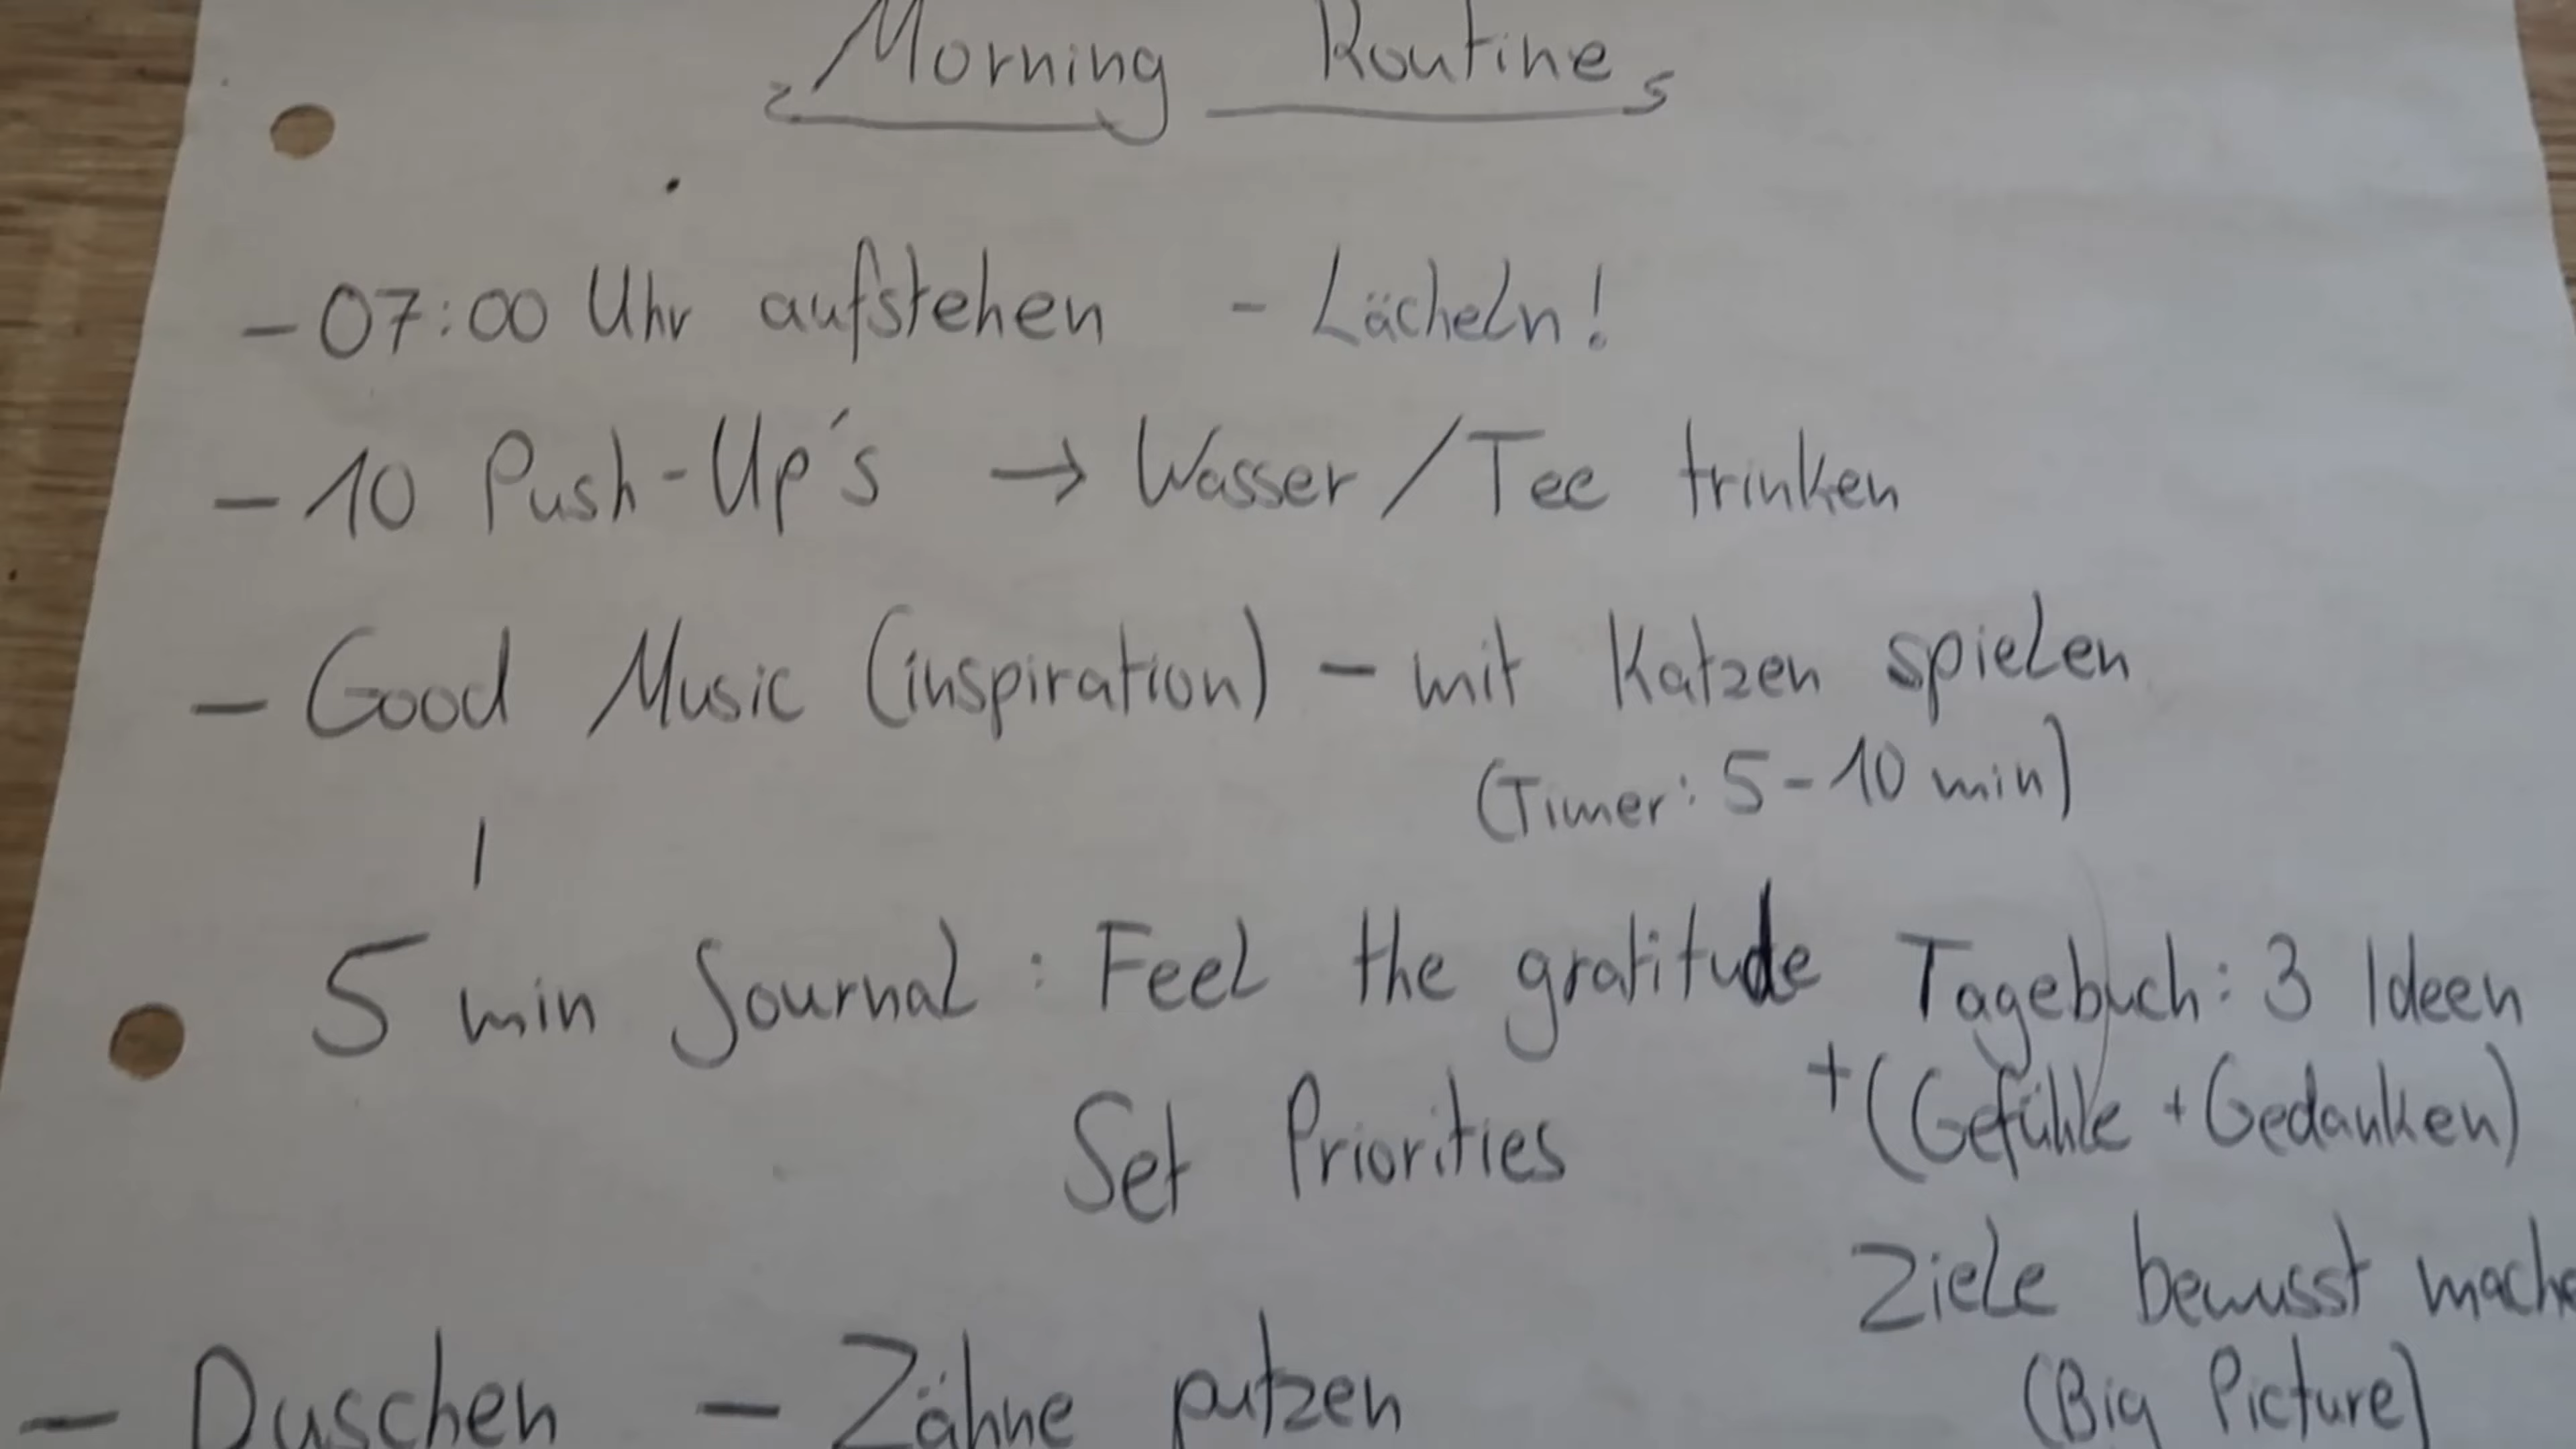 Morning Routine
- 07:00 Uhr aufstehen - Lächeln!
- 10 Push-Up's → Wasser / Tee trinken
- Good Music (inspiration) - mit Katzen spielen
(Timer: 5 - 10 min)
5 min Journal : Feel the gratitude Tagebuch: 3 Ideen
Set Priorities + (Gefühle + Gedanken)
Ziele bewusst mache
- Duschen - Zähne putzen (Big Picture)